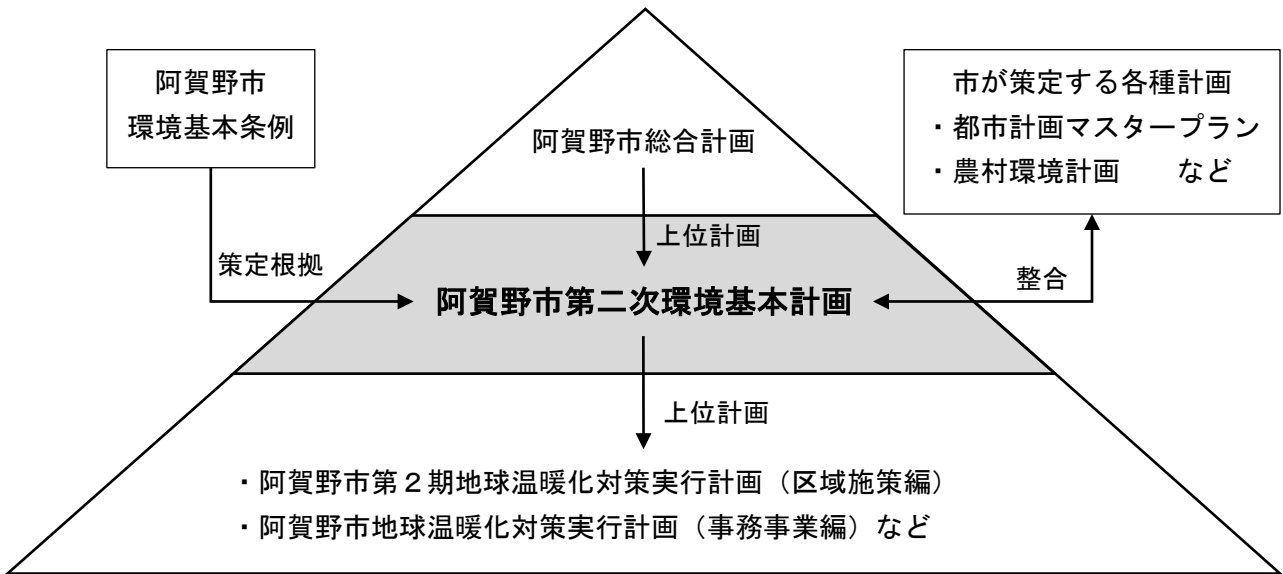 阿賀野市
環境基本条例
市が策定する各種計画
・都市計画マスタープラン
・農村環境計画　　など
阿賀野市総合計画
上位計画
策定根拠
阿賀野市第二次環境基本計画
整合
上位計画
・阿賀野市第２期地球温暖化対策実行計画（区域施策編）
・阿賀野市地球温暖化対策実行計画（事務事業編）など